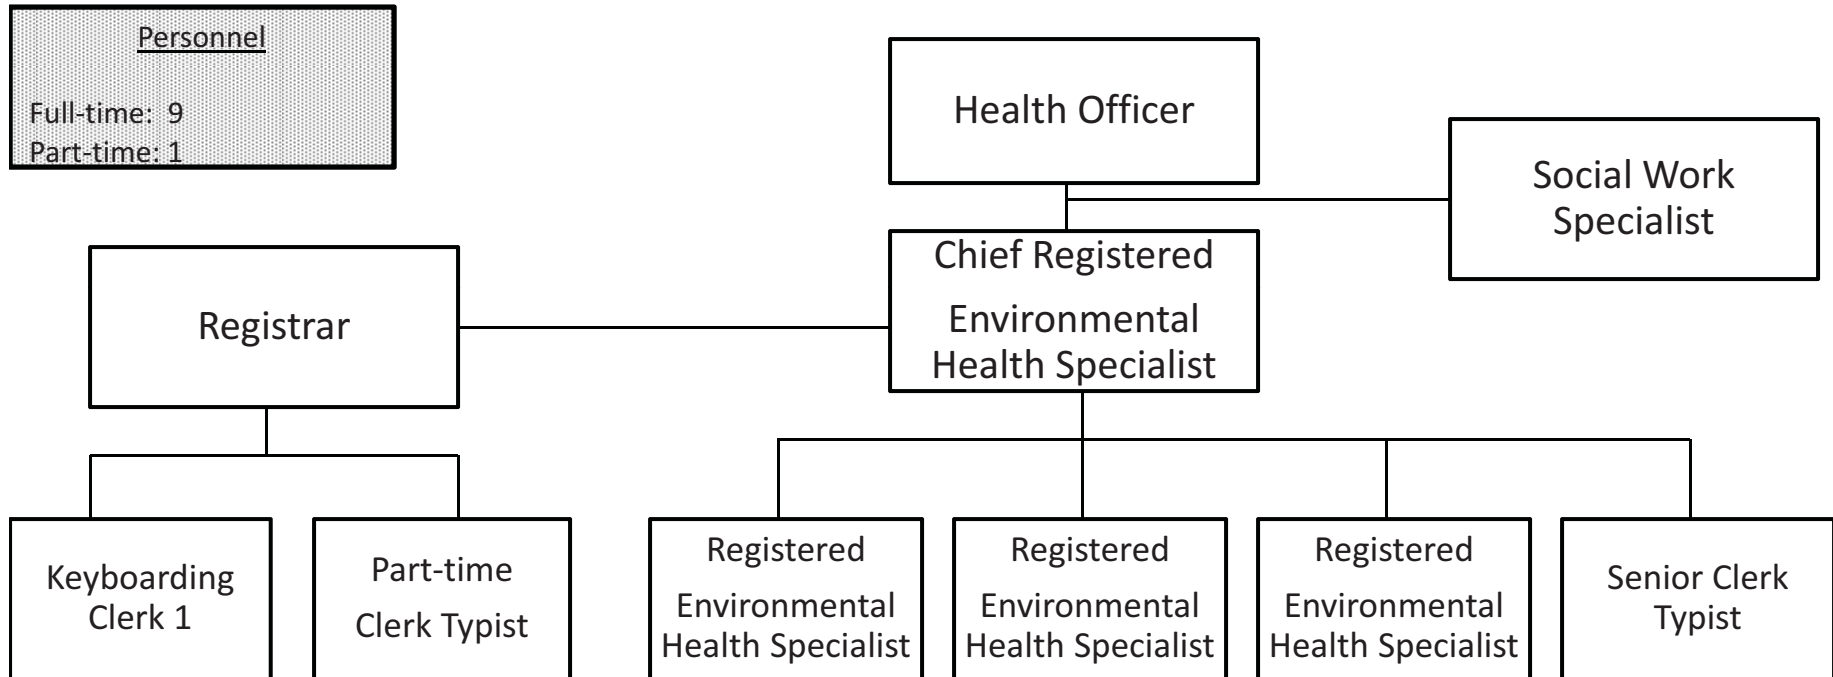 Personnel
Full-time: 9
Part-time: 1
Health Officer
Social Work
Specialist
Chief Registered
Environmental
Health Specialist
Registrar
Keyboarding
Clerk 1
Part-time
Clerk Typist
Registered
Environmental
Health Specialist
Registered
Environmental
Health Specialist
Registered
Environmental
Health Specialist
Senior Clerk
Typist